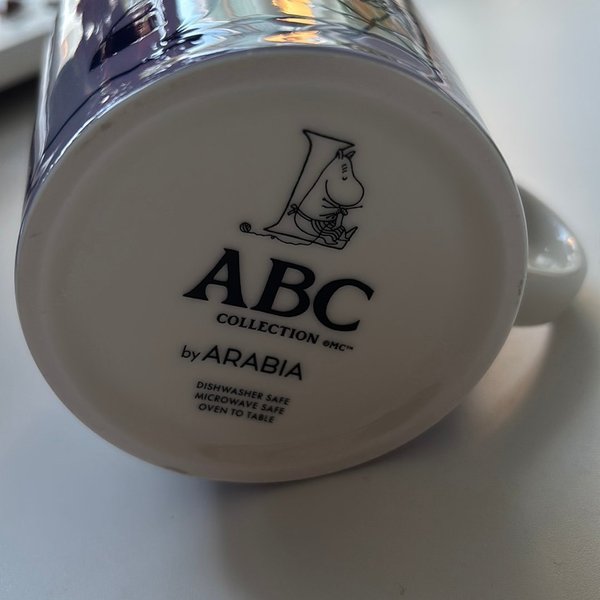 ABC
COLLECTION ©MC™
by ARABIA
DISHWASHER SAFE
MICROWAVE SAFE
OVEN TO TABLE